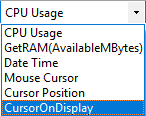 CPU Usage
CPU Usage
GetRAM(AvailableMBytes)
Date Time
Mouse Cursor
Cursor Position
CursorOnDisplay